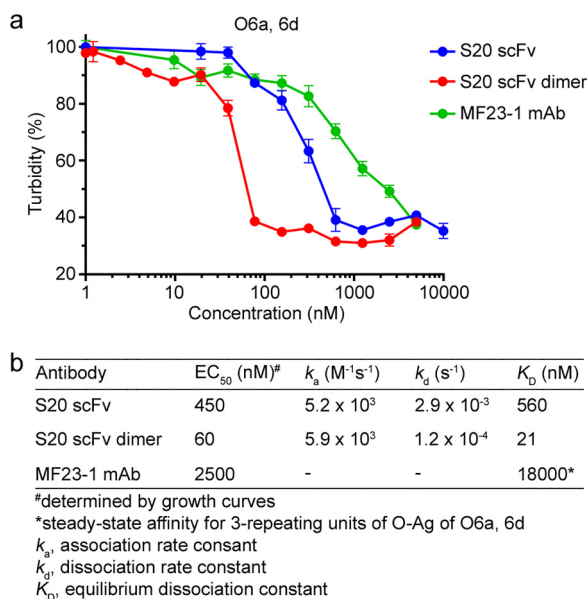 a
O6a, 6d
100
80
60
40
20
Turbidity (%)
1
10
100
1000
10000
Concentration (nM)
S20 scFv
S20 scFv dimer
MF23-1 mAb
b
Antibody EC50 (nM)# ka (M-1s-1) kd (s-1) KD (nM)
S20 scFv 450 5.2 x 10³ 2.9 x 10-³ 560
S20 scFv dimer 60 5.9 x 10³ 1.2 x 10-⁴ 21
MF23-1 mAb 2500 - - 18000*
#determined by growth curves
*steady-state affinity for 3-repeating units of O-Ag of O6a, 6d
ka, association rate consant
kd, dissociation rate constant
KD, equilibrium dissociation constant